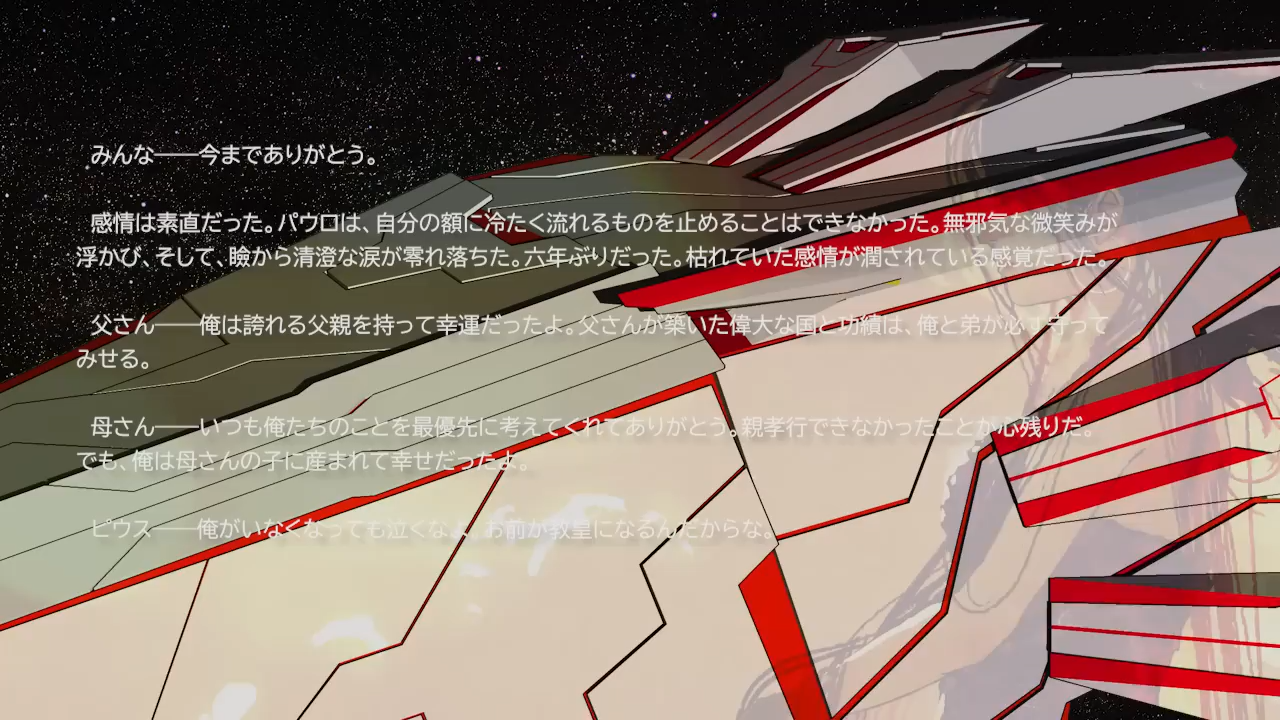 みんな――今までありがとう。
感情は素直だった。パウロは、自分の額に冷たく流れるものを止めることはできなかった。無邪気な微笑みが
浮かび、そして、瞼から清澄な涙が零れ落ちた。六年ぶりだった。枯れていた感情が潤されている感覚だった。
父さん――俺は誇れる父親を持って幸運だったよ。父さんが築いた偉大な国と功績は、俺と弟が必ず守って
みせる。
母さん――いつも俺たちのことを最優先に考えてくれてありがとう。親孝行できなかったことが心残りだ。
でも、俺は母さんの子に産まれて幸せだったよ。
ピウス――俺がいなくなっても泣くなよ。お前が教皇になるんだからな。